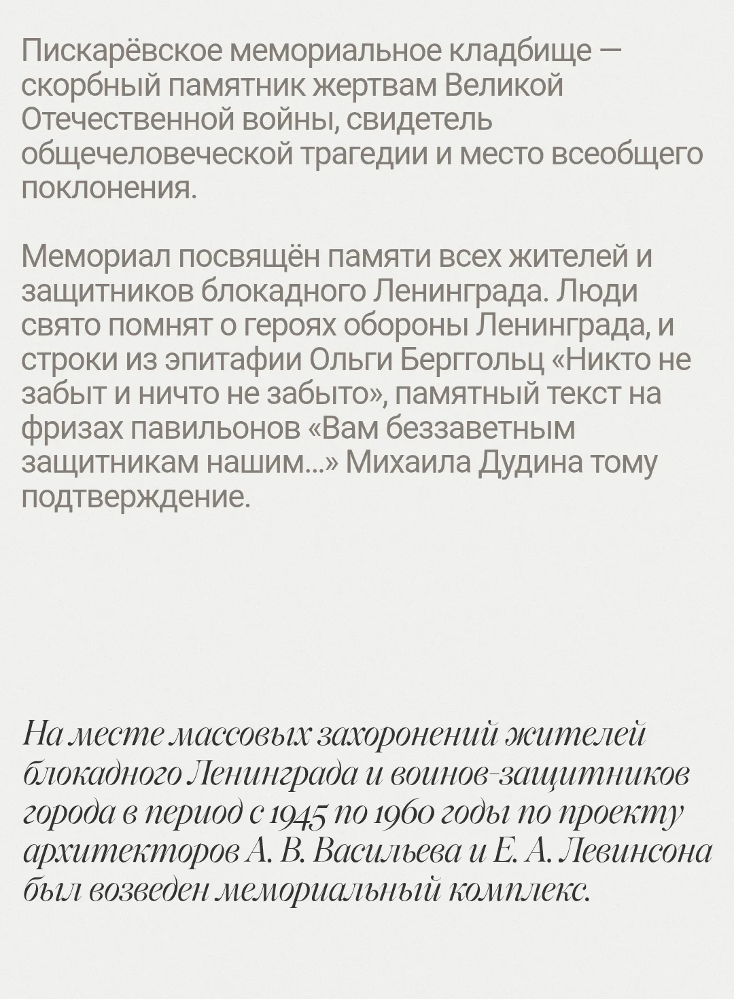 Пискарёвское мемориальное кладбище —
скорбный памятник жертвам Великой
Отечественной войны, свидетель
общечеловеческой трагедии и место всеобщего
поклонения.
Мемориал посвящён памяти всех жителей и
защитников блокадного Ленинграда. Люди
свято помнят о героях обороны Ленинграда, и
строки из эпитафии Ольги Берггольц «Никто не
забыт и ничто не забыто», памятный текст на
фризах павильонов «Вам беззаветным
защитникам нашим...» Михаила Дудина тому
подтверждение.
На месте массовых захоронений жителей
блокадного Ленинграда и воинов-защитников
города в период с 1945 по 1960 годы по проекту
архитекторов А. В. Васильева и Е. А. Левинсона
был возведен мемориальный комплекс.